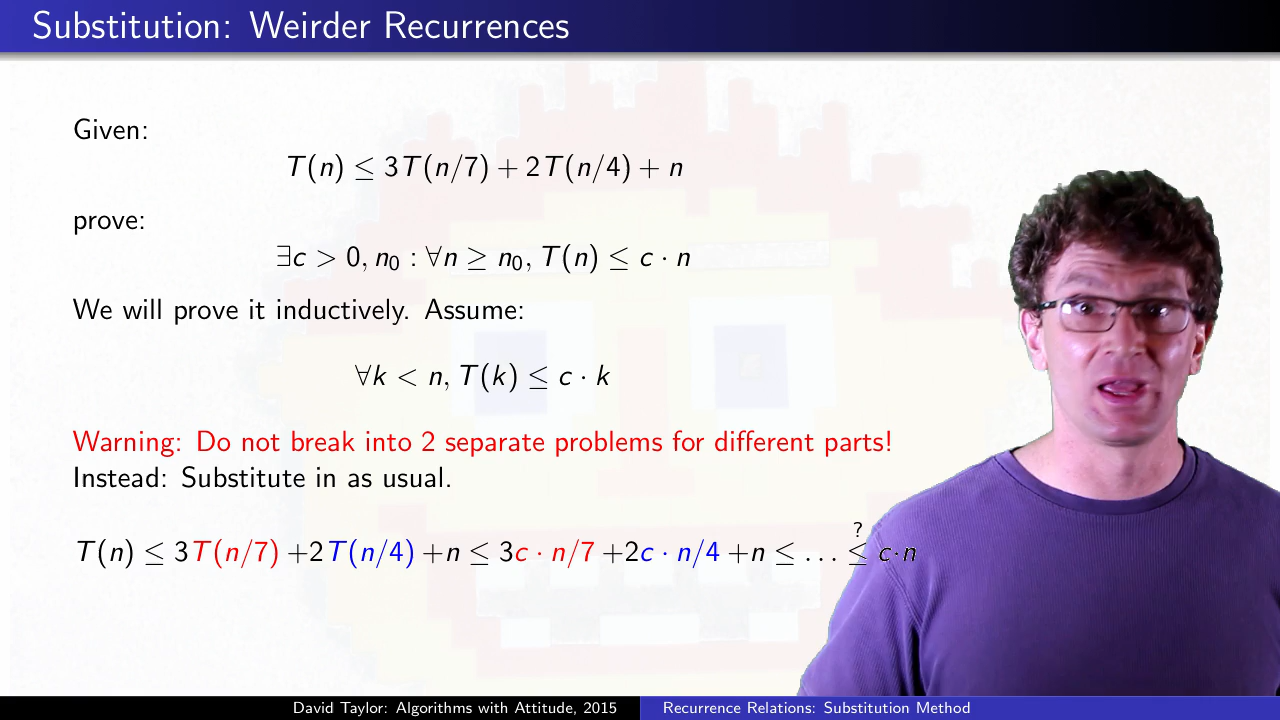 Substitution: Weirder Recurrences
Given:
T(n) ≤ 3T(n/7) + 2T(n/4) + n
prove:
∃c > 0, n₀ : ∀n ≥ n₀, T(n) ≤ c · n
We will prove it inductively. Assume:
∀k < n, T(k) ≤ c · k
Warning: Do not break into 2 separate problems for different parts!
Instead: Substitute in as usual.
T(n) ≤ 3T(n/7) +2T(n/4) +n ≤ 3c · n/7 +2c · n/4 +n ≤ ... ≤? c·n
David Taylor: Algorithms with Attitude, 2015
Recurrence Relations: Substitution Method